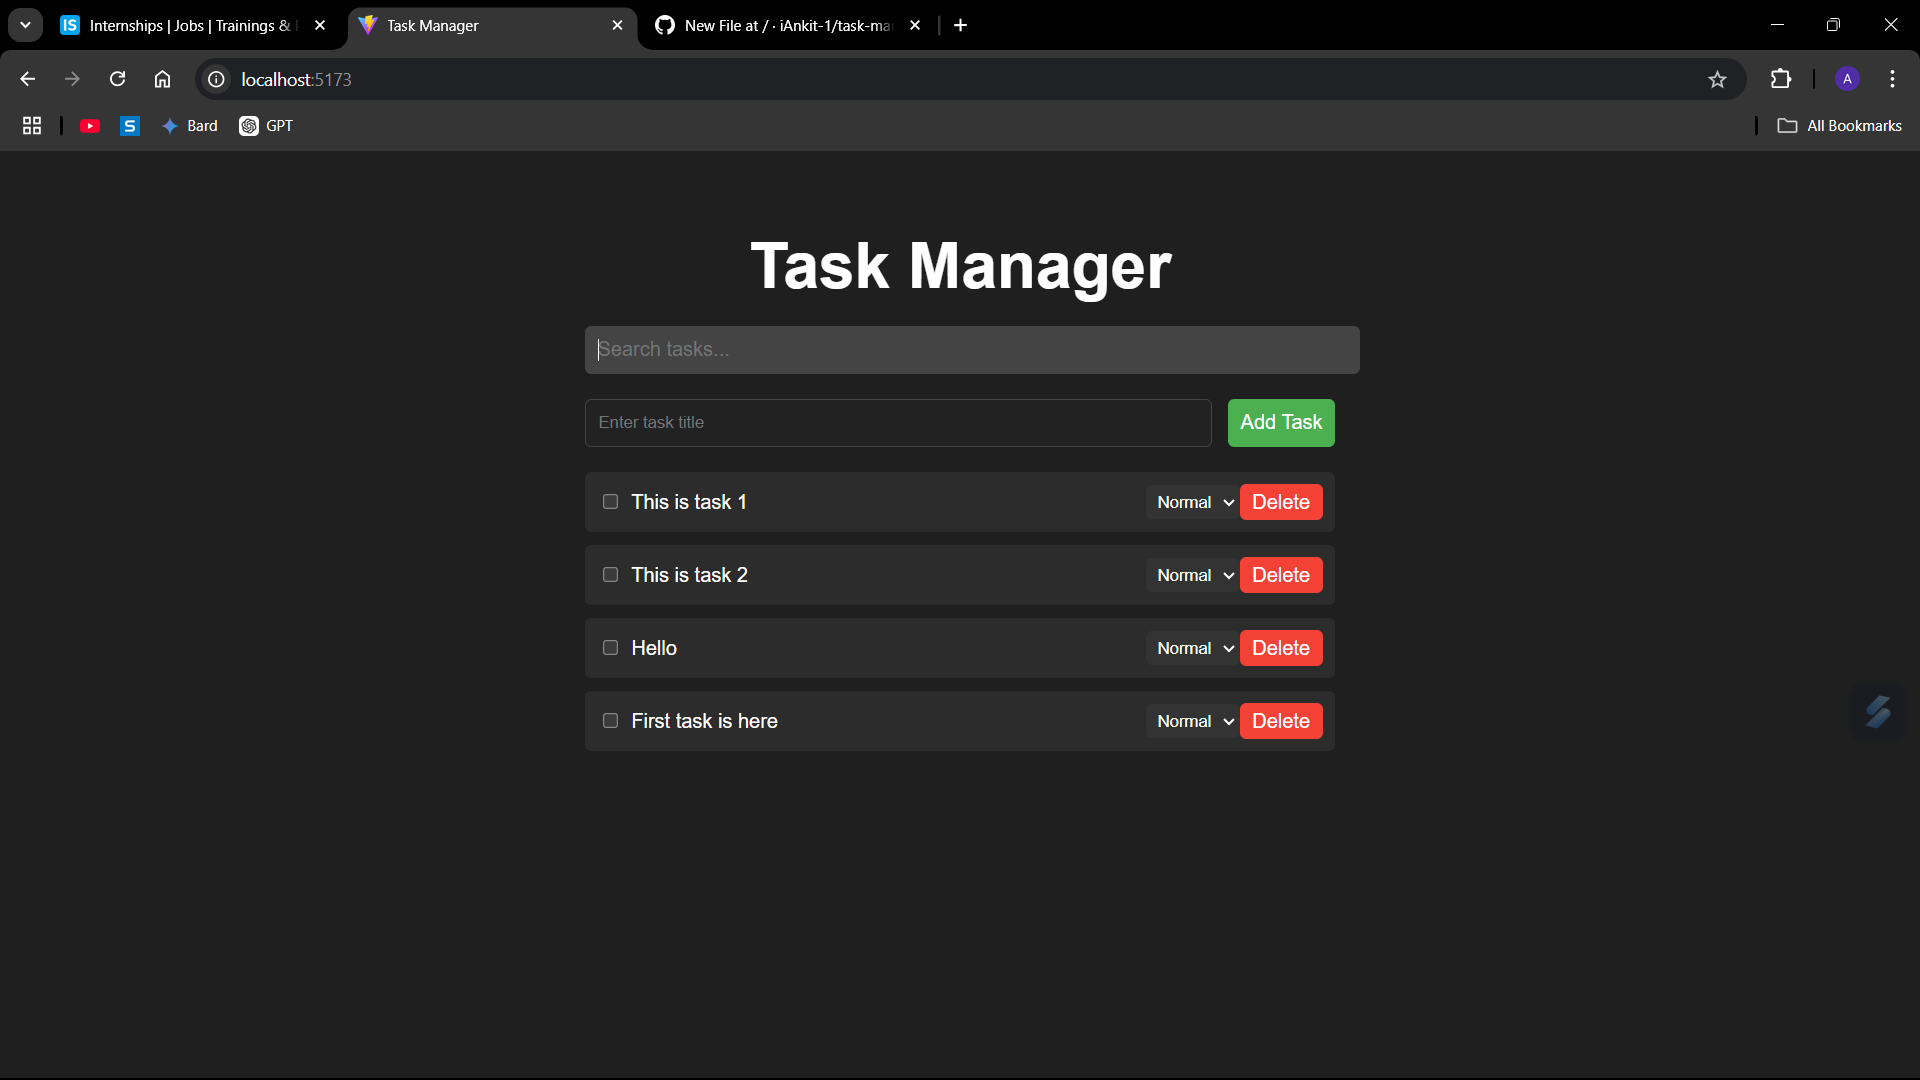 IS Internships | Jobs | Trainings &
Task Manager
New File at / · iAnkit-1/task-ma
localhost:5173
A
S
Bard
GPT
All Bookmarks
Task Manager
Search tasks...
Enter task title
Add Task
This is task 1
Normal
Delete
This is task 2
Normal
Delete
Hello
Normal
Delete
First task is here
Normal
Delete